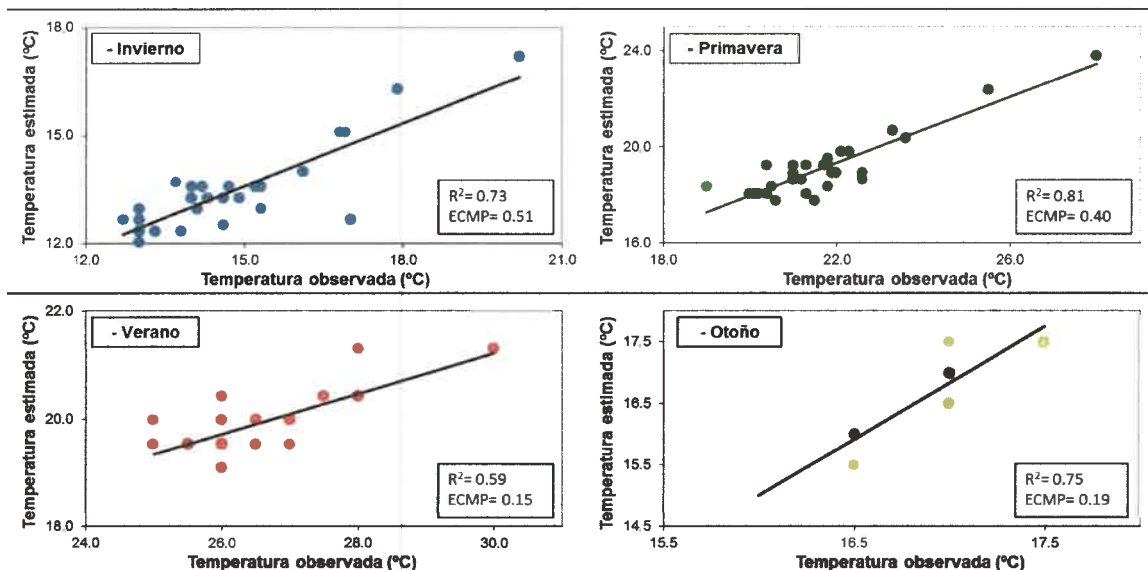 - Invierno
Temperatura estimada (ºC)
18.0
15.0
12.0
R²= 0.73
ECMP= 0.51
12.0
15.0
18.0
21.0
Temperatura observada (ºC)
- Primavera
Temperatura estimada (ºC)
24.0
20.0
16.0
R²= 0.81
ECMP= 0.40
18.0
22.0
26.0
Temperatura observada (ºC)
- Verano
Temperatura estimada (ºC)
22.0
20.0
18.0
R²= 0.59
ECMP= 0.15
24.0
26.0
28.0
30.0
Temperatura observada (ºC)
- Otoño
Temperatura estimada (ºC)
17.5
16.5
15.5
14.5
R²= 0.75
ECMP= 0.19
15.5
16.5
17.5
Temperatura observada (ºC)